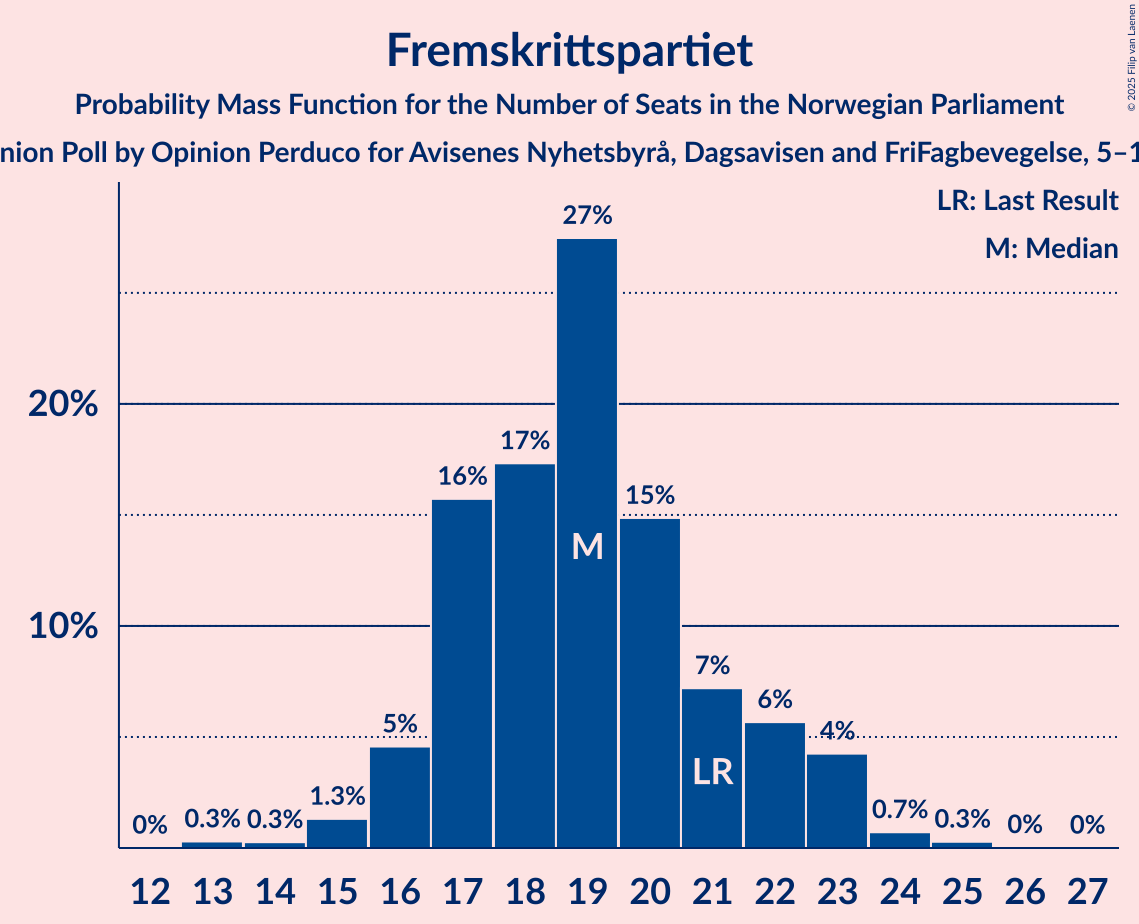 Fremskrittspartiet
Probability Mass Function for the Number of Seats in the Norwegian Parliament
Poll by Opinion Perduco for Avisenes Nyhetsbyrå, Dagsavisen and FriFagbevegelse,
© 2025 Filip van Laenen
LR: Last Result
M: Median
27%
20%
17%
16%
15%
M
10%
7%
6%
5%
4%
LR
1.3%
0% 0.3% 0.3% 0.7% 0.3% 0% 0%
12 13 14 15 16 17 18 19 20 21 22 23 24 25 26 27